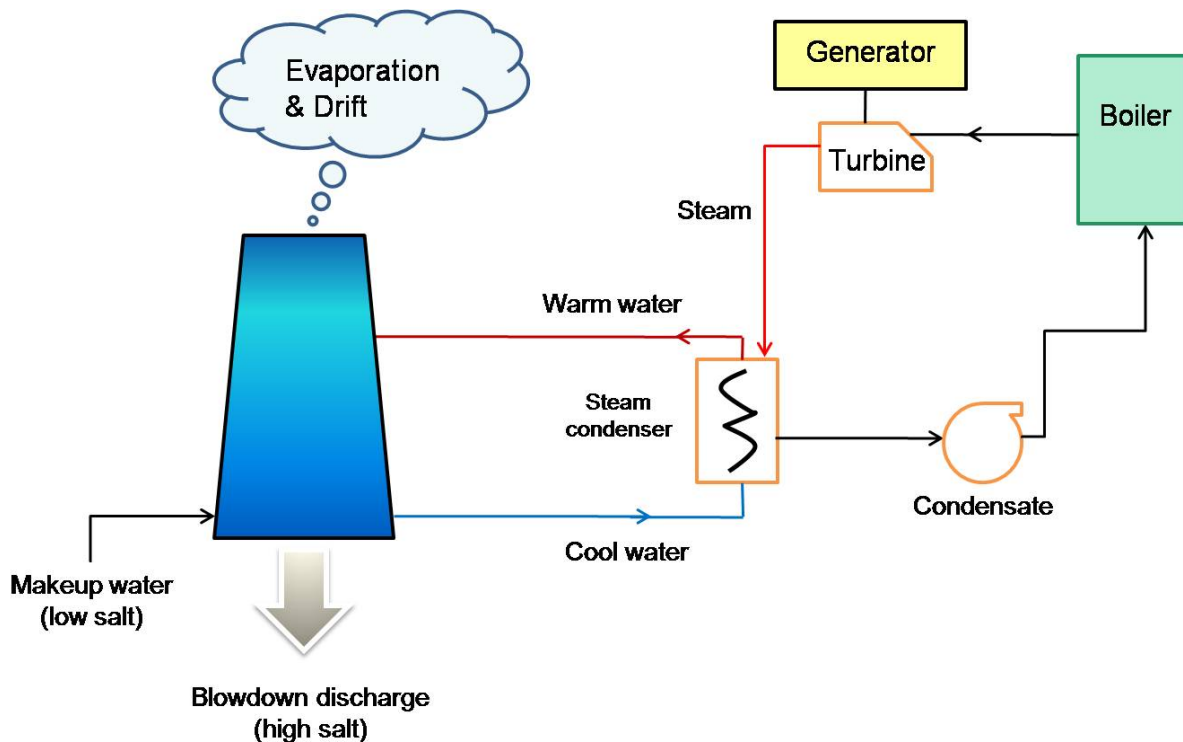 Evaporation
& Drift
Generator
Boiler
Turbine
Steam
Warm water
Steam
condenser
Condensate
Cool water
Makeup water
(low salt)
Blowdown discharge
(high salt)